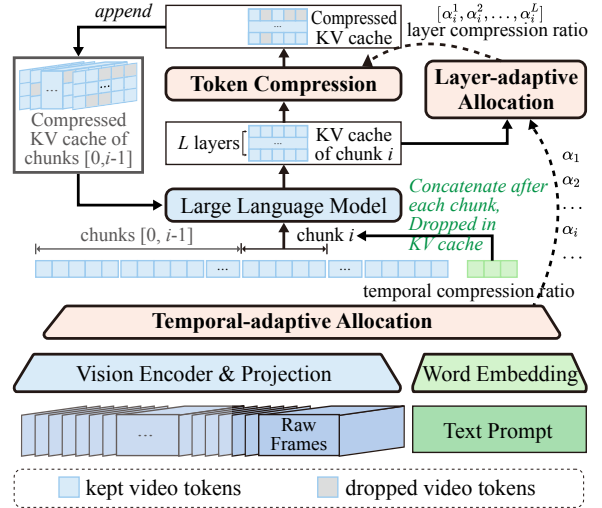 append
Compressed
KV cache
[α_i^1, α_i^2, . . . , α_i^L]
layer compression ratio
Token Compression
Layer-adaptive
Allocation
...
Compressed
KV cache of
chunks [0,i-1]
L layers
...
KV cache
of chunk i
α_1
α_2
. . .
α_i
. . .
Large Language Model
Concatenate after
each chunk,
Dropped in
KV cache
chunks [0, i-1]
chunk i
...
...
temporal compression ratio
Temporal-adaptive Allocation
Vision Encoder & Projection
Word Embedding
...
Raw
Frames
Text Prompt
kept video tokens
dropped video tokens